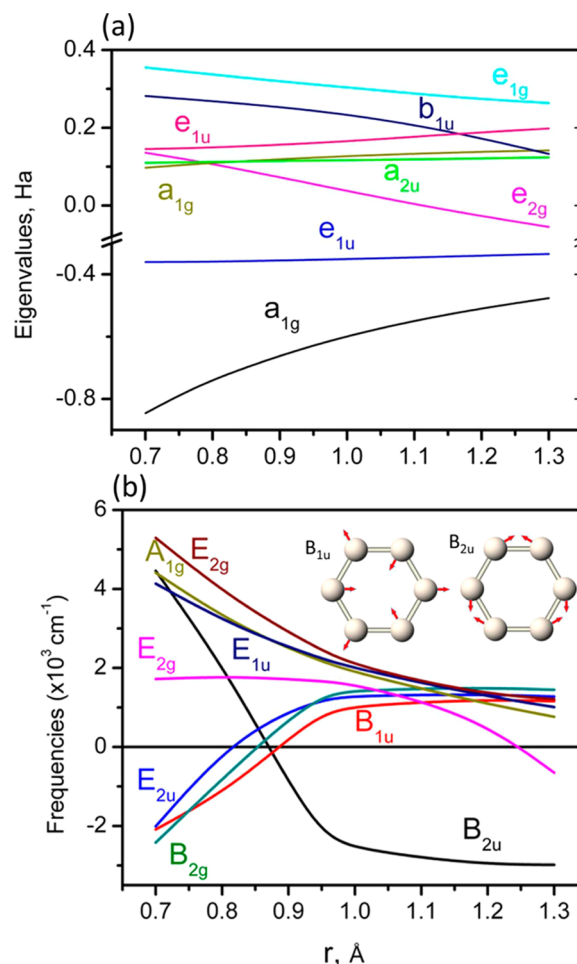 (a)
0.4
e1g
b1u
e1u
0.2
a2u
a1g
e2g
0.0
e1u
-0.4
a1g
-0.8
Eigenvalues, Ha
0.7 0.8 0.9 1.0 1.1 1.2 1.3
(b)
6
A1g
E2g
B1u
B2u
4
E1u
E2g
2
B1u
0
E2u
B2g
-2
B2u
Frequencies (x10³ cm⁻¹)
0.7 0.8 0.9 1.0 1.1 1.2 1.3
r, Å